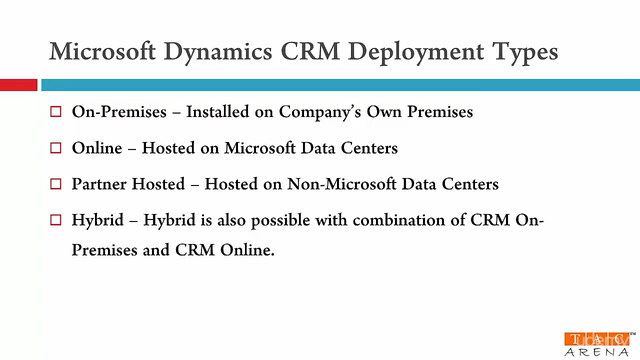 Microsoft Dynamics CRM Deployment Types
On-Premises – Installed on Company's Own Premises
Online – Hosted on Microsoft Data Centers
Partner Hosted – Hosted on Non-Microsoft Data Centers
Hybrid – Hybrid is also possible with combination of CRM On-
Premises and CRM Online.
TAC
ARENA